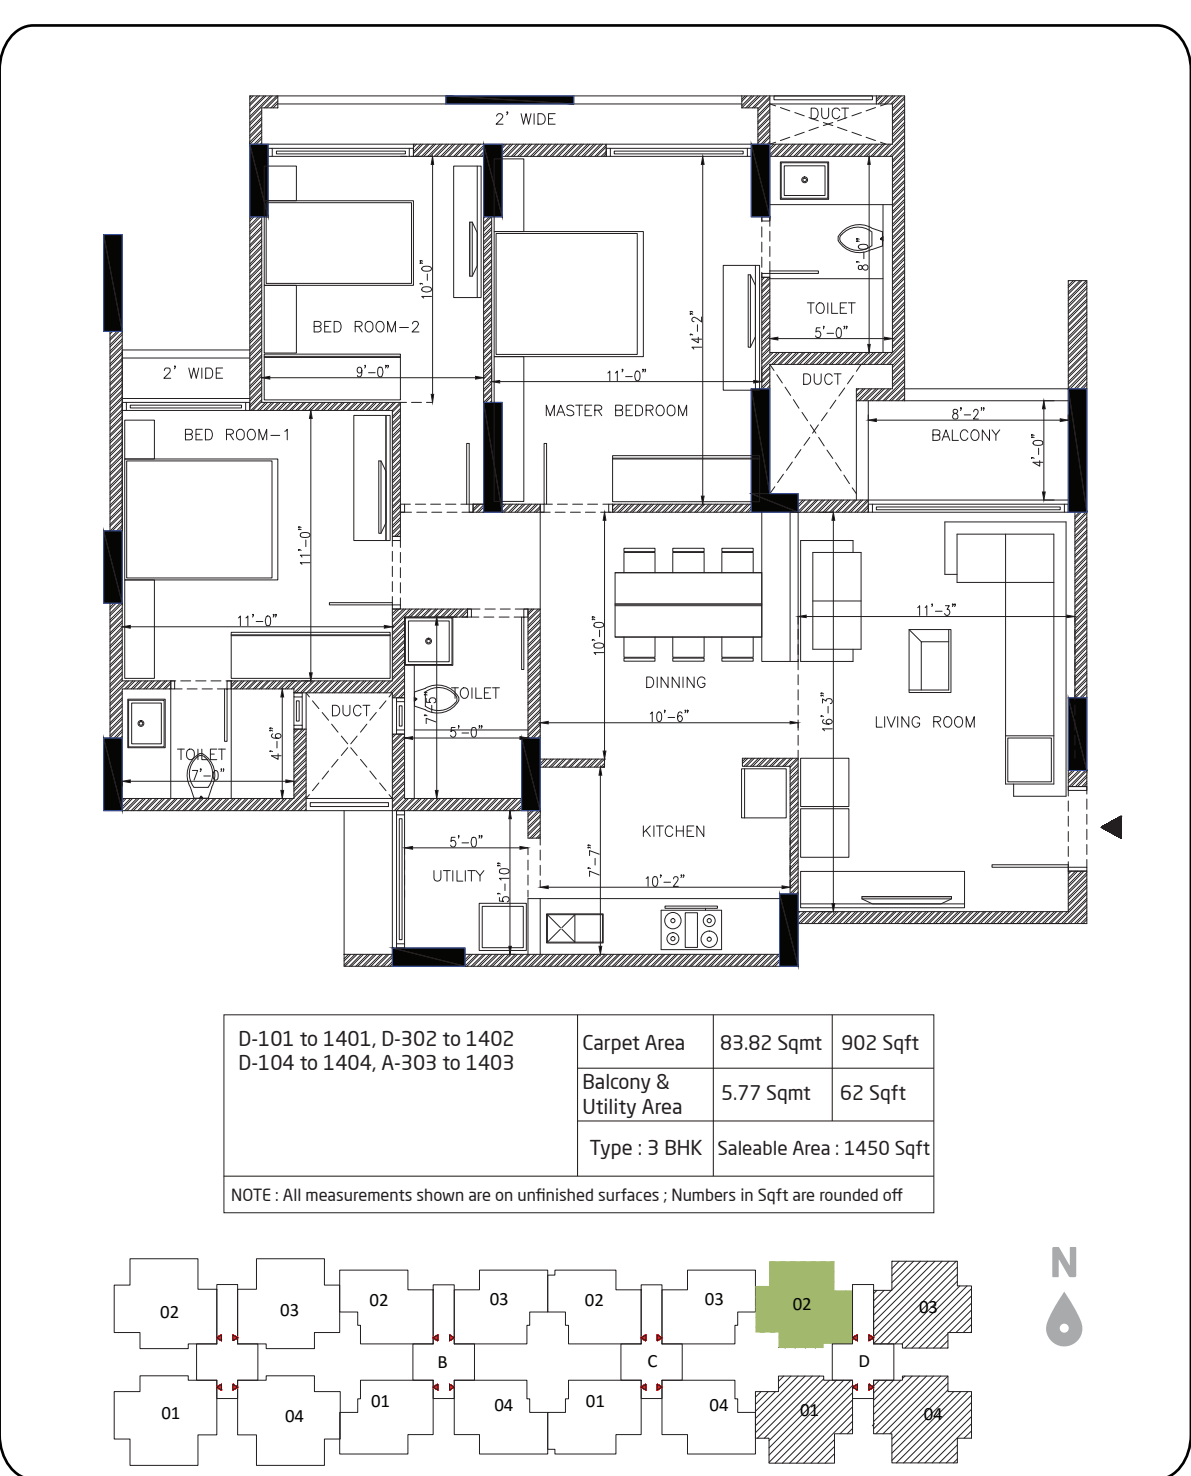 2' WIDE
DUCT
10'-0"
14'-2"
8'-0"
BED ROOM-2
TOILET
5'-0"
2' WIDE
9'-0"
11'-0"
DUCT
MASTER BEDROOM
8'-2"
BED ROOM-1
BALCONY
4'-0"
11'-0"
11'-0"
10'-0"
11'-3"
DINNING
TOILET
7'-5"
DUCT
10'-6"
16'-3"
LIVING ROOM
5'-0"
4'-6"
TOILET
7'-0"
KITCHEN
5'-0"
7'-7"
UTILITY
5'-10"
10'-2"
D-101 to 1401, D-302 to 1402
D-104 to 1404, A-303 to 1403
Carpet Area 83.82 Sqmt 902 Sqft
Balcony &
Utility Area 5.77 Sqmt 62 Sqft
Type : 3 BHK Saleable Area : 1450 Sqft
NOTE : All measurements shown are on unfinished surfaces ; Numbers in Sqft are rounded off
N
02 03 02 03 02 03 02 03
B C D
01 04 01 04 01 04 01 04